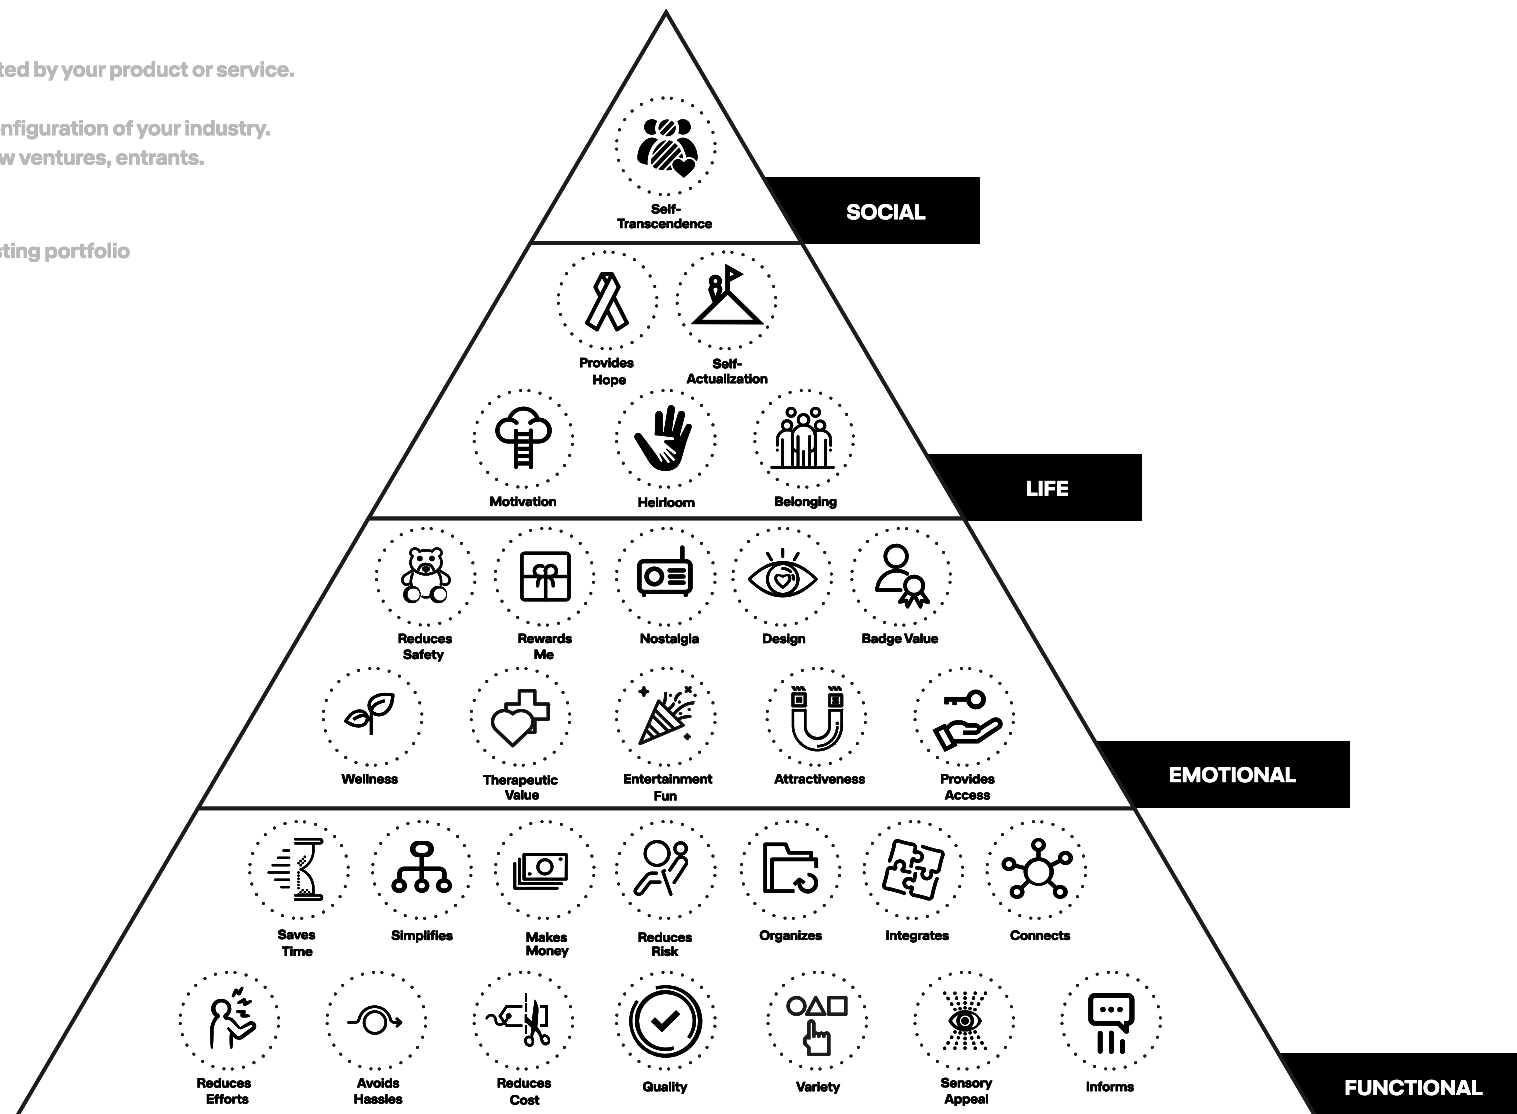 ted by your product or service.
nfiguration of your industry.
w ventures, entrants.
sting portfolio
Self-
Transcendence
SOCIAL
Provides
Hope
Self-
Actualization
Motivation
Heirloom
Belonging
LIFE
Reduces
Safety
Rewards
Me
Nostalgia
Design
Badge Value
Wellness
Therapeutic
Value
Entertainment
Fun
Attractiveness
Provides
Access
EMOTIONAL
Saves
Time
Simplifies
Makes
Money
Reduces
Risk
Organizes
Integrates
Connects
Reduces
Efforts
Avoids
Hassles
Reduces
Cost
Quality
Variety
Sensory
Appeal
Informs
FUNCTIONAL